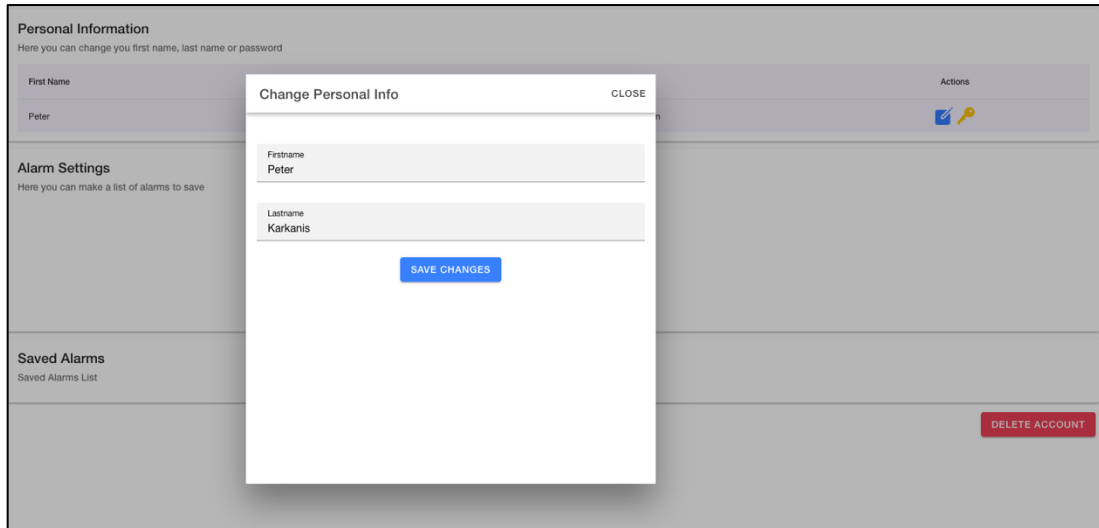 Personal Information
Here you can change you first name, last name or password
First Name
Actions
Peter
Change Personal Info
CLOSE
Firstname
Peter
Lastname
Karkanis
SAVE CHANGES
Alarm Settings
Here you can make a list of alarms to save
Saved Alarms
Saved Alarms List
DELETE ACCOUNT